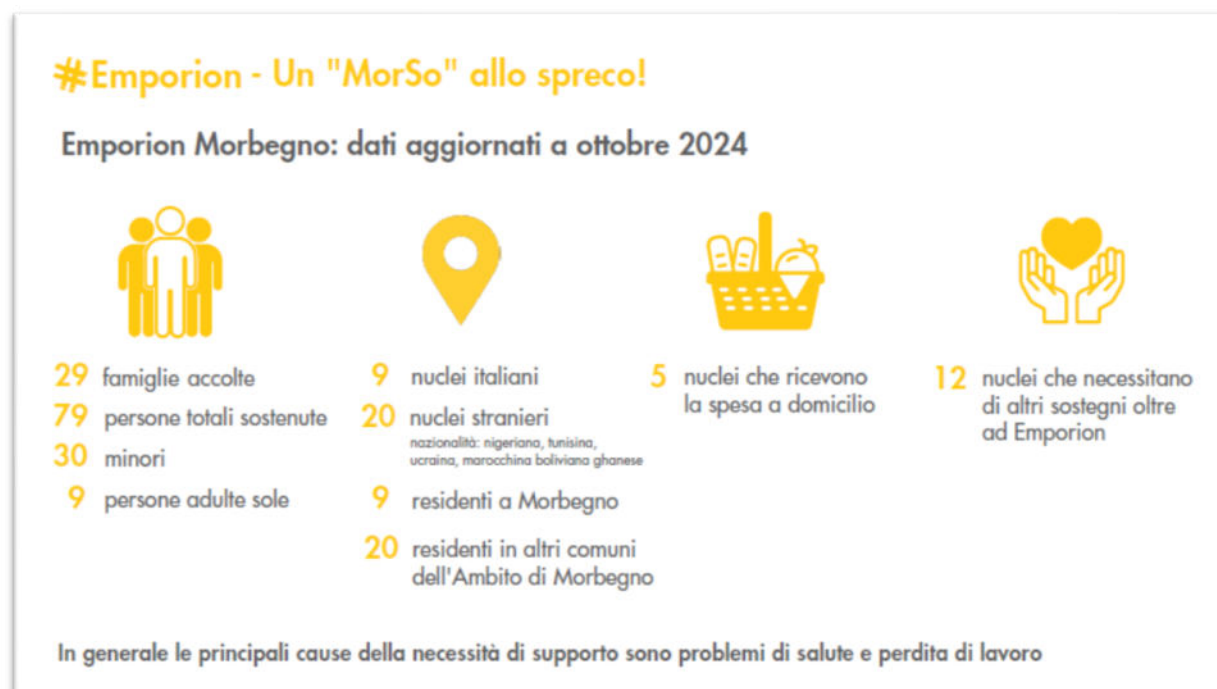 #Emporion - Un "MorSo" allo spreco!
Emporion Morbegno: dati aggiornati a ottobre 2024
29 famiglie accolte
79 persone totali sostenute
30 minori
9 persone adulte sole
9 nuclei italiani
20 nuclei stranieri
nazionalità: nigeriana, tunisina,
ucraina, marocchina boliviana ghanese
9 residenti a Morbegno
20 residenti in altri comuni
dell'Ambito di Morbegno
5 nuclei che ricevono
la spesa a domicilio
12 nuclei che necessitano
di altri sostegni oltre
ad Emporion
In generale le principali cause della necessità di supporto sono problemi di salute e perdita di lavoro